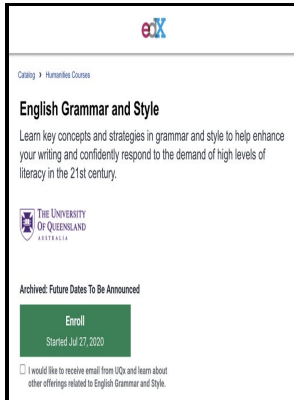 edX
Catalog > Humanities Courses
English Grammar and Style
Learn key concepts and strategies in grammar and style to help enhance
your writing and confidently respond to the demand of high levels of
literacy in the 21st century.
THE UNIVERSITY
OF QUEENSLAND
AUSTRALIA
Archived: Future Dates To Be Announced
Enroll
Started Jul 27, 2020
I would like to receive email from UQx and learn about
other offerings related to English Grammar and Style.